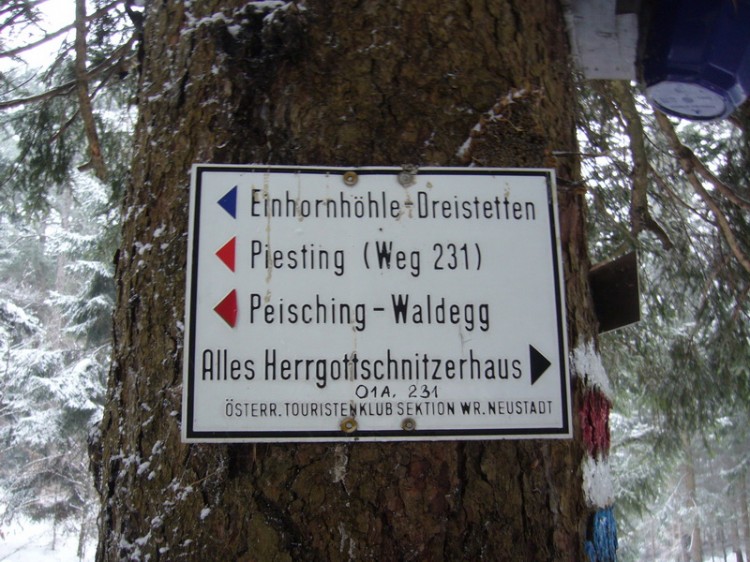 Einhornhöhle-Dreistetten
Piesting (Weg 231)
Peisching-Waldegg
Alles Herrgottschnitzerhaus
01A, 231
ÖSTERR. TOURISTENKLUB SEKTION WR. NEUSTADT